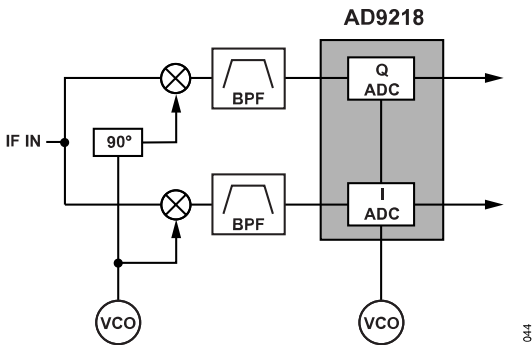 AD9218
Q
ADC
BPF
IF IN
90°
I
ADC
BPF
VCO
VCO
044